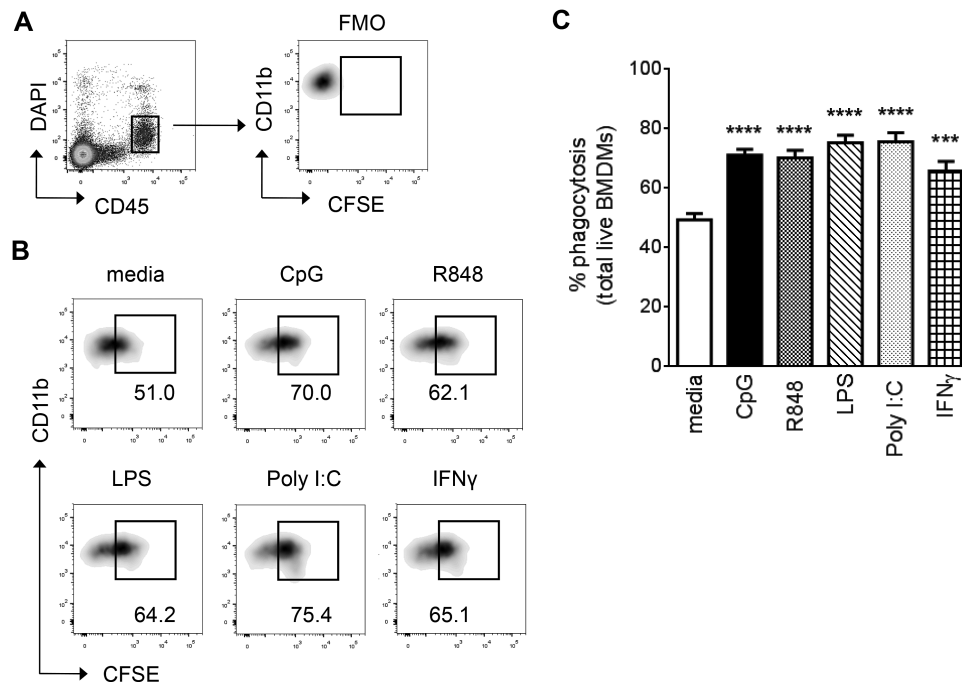 A
FMO
DAPI
CD45
CD11b
CFSE
B
media
CpG
R848
51.0
70.0
62.1
LPS
Poly I:C
IFNγ
64.2
75.4
65.1
CD11b
CFSE
C
% phagocytosis
(total live BMDMs)
100
80
60
40
20
0
****
****
****
****
***
media
CpG
R848
LPS
Poly I:C
IFNγ